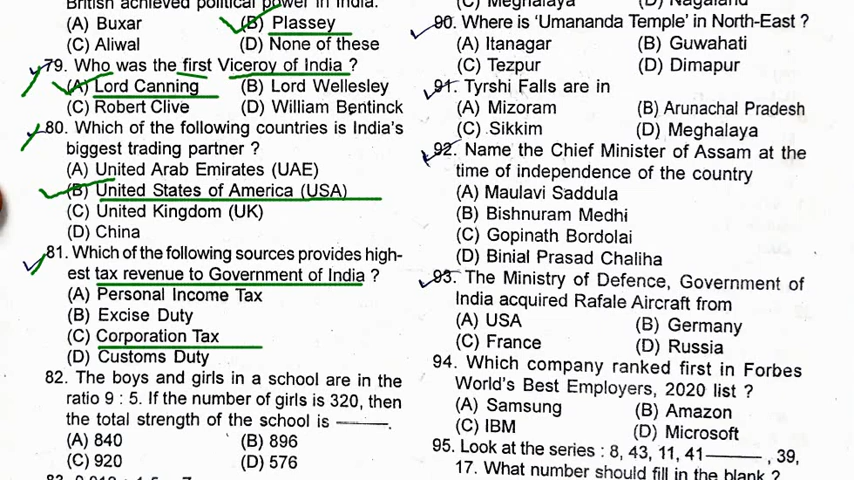 British achieved political power in India.
(A) Buxar (B) Plassey
(C) Aliwal (D) None of these
79. Who was the first Viceroy of India ?
(A) Lord Canning (B) Lord Wellesley
(C) Robert Clive (D) William Bentinck
80. Which of the following countries is India's
biggest trading partner ?
(A) United Arab Emirates (UAE)
(B) United States of America (USA)
(C) United Kingdom (UK)
(D) China
81. Which of the following sources provides high-
est tax revenue to Government of India ?
(A) Personal Income Tax
(B) Excise Duty
(C) Corporation Tax
(D) Customs Duty
82. The boys and girls in a school are in the
ratio 9 : 5. If the number of girls is 320, then
the total strength of the school is ———.
(A) 840 (B) 896
(C) 920 (D) 576
(C) Meghalaya (D) Nagaland
90. Where is 'Umananda Temple' in North-East ?
(A) Itanagar (B) Guwahati
(C) Tezpur (D) Dimapur
91. Tyrshi Falls are in
(A) Mizoram (B) Arunachal Pradesh
(C) Sikkim (D) Meghalaya
92. Name the Chief Minister of Assam at the
time of independence of the country
(A) Maulavi Saddula
(B) Bishnuram Medhi
(C) Gopinath Bordolai
(D) Binial Prasad Chaliha
93. The Ministry of Defence, Government of
India acquired Rafale Aircraft from
(A) USA (B) Germany
(C) France (D) Russia
94. Which company ranked first in Forbes
World's Best Employers, 2020 list ?
(A) Samsung (B) Amazon
(C) IBM (D) Microsoft
95. Look at the series : 8, 43, 11, 41 ——— , 39,
17. What number should fill in the blank ?